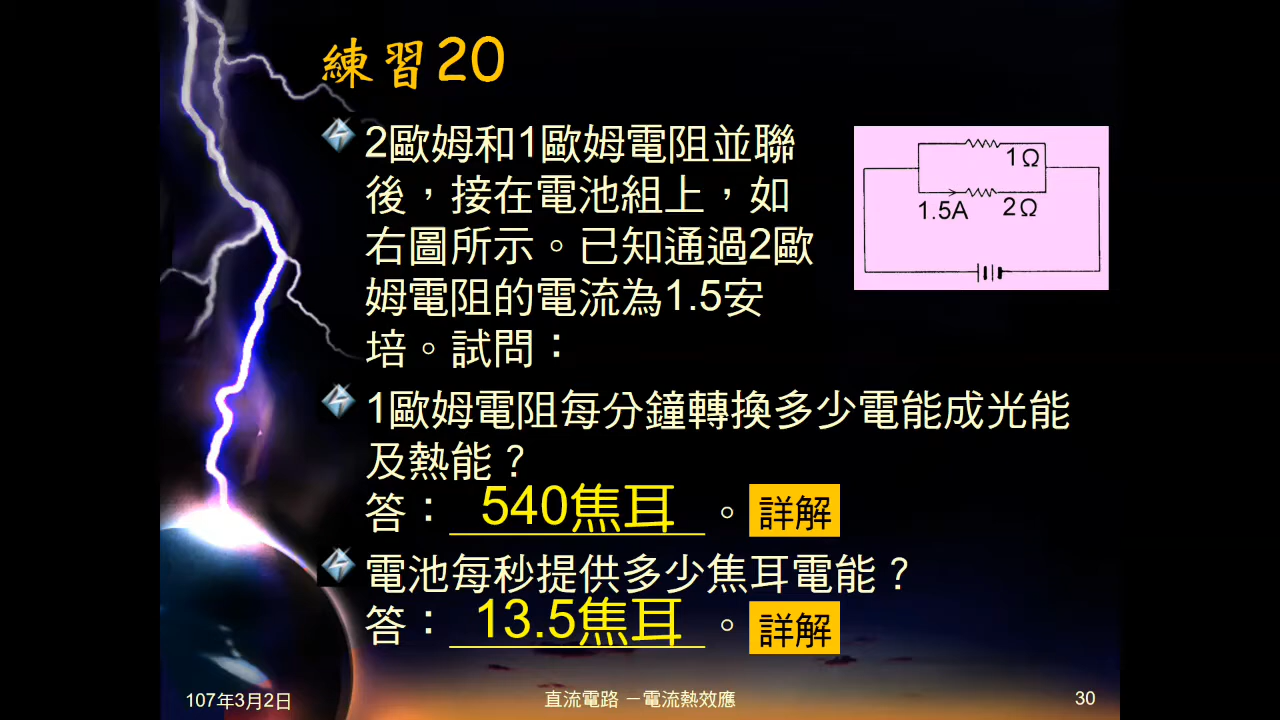 練習20
2歐姆和1歐姆電阻並聯
後，接在電池組上，如
右圖所示。已知通過2歐
姆電阻的電流為1.5安
培。試問：
1Ω
1.5A
2Ω
1歐姆電阻每分鐘轉換多少電能成光能
及熱能？
答：540焦耳。詳解
電池每秒提供多少焦耳電能？
答：13.5焦耳。詳解
107年3月2日
直流電路 －電流熱效應
30